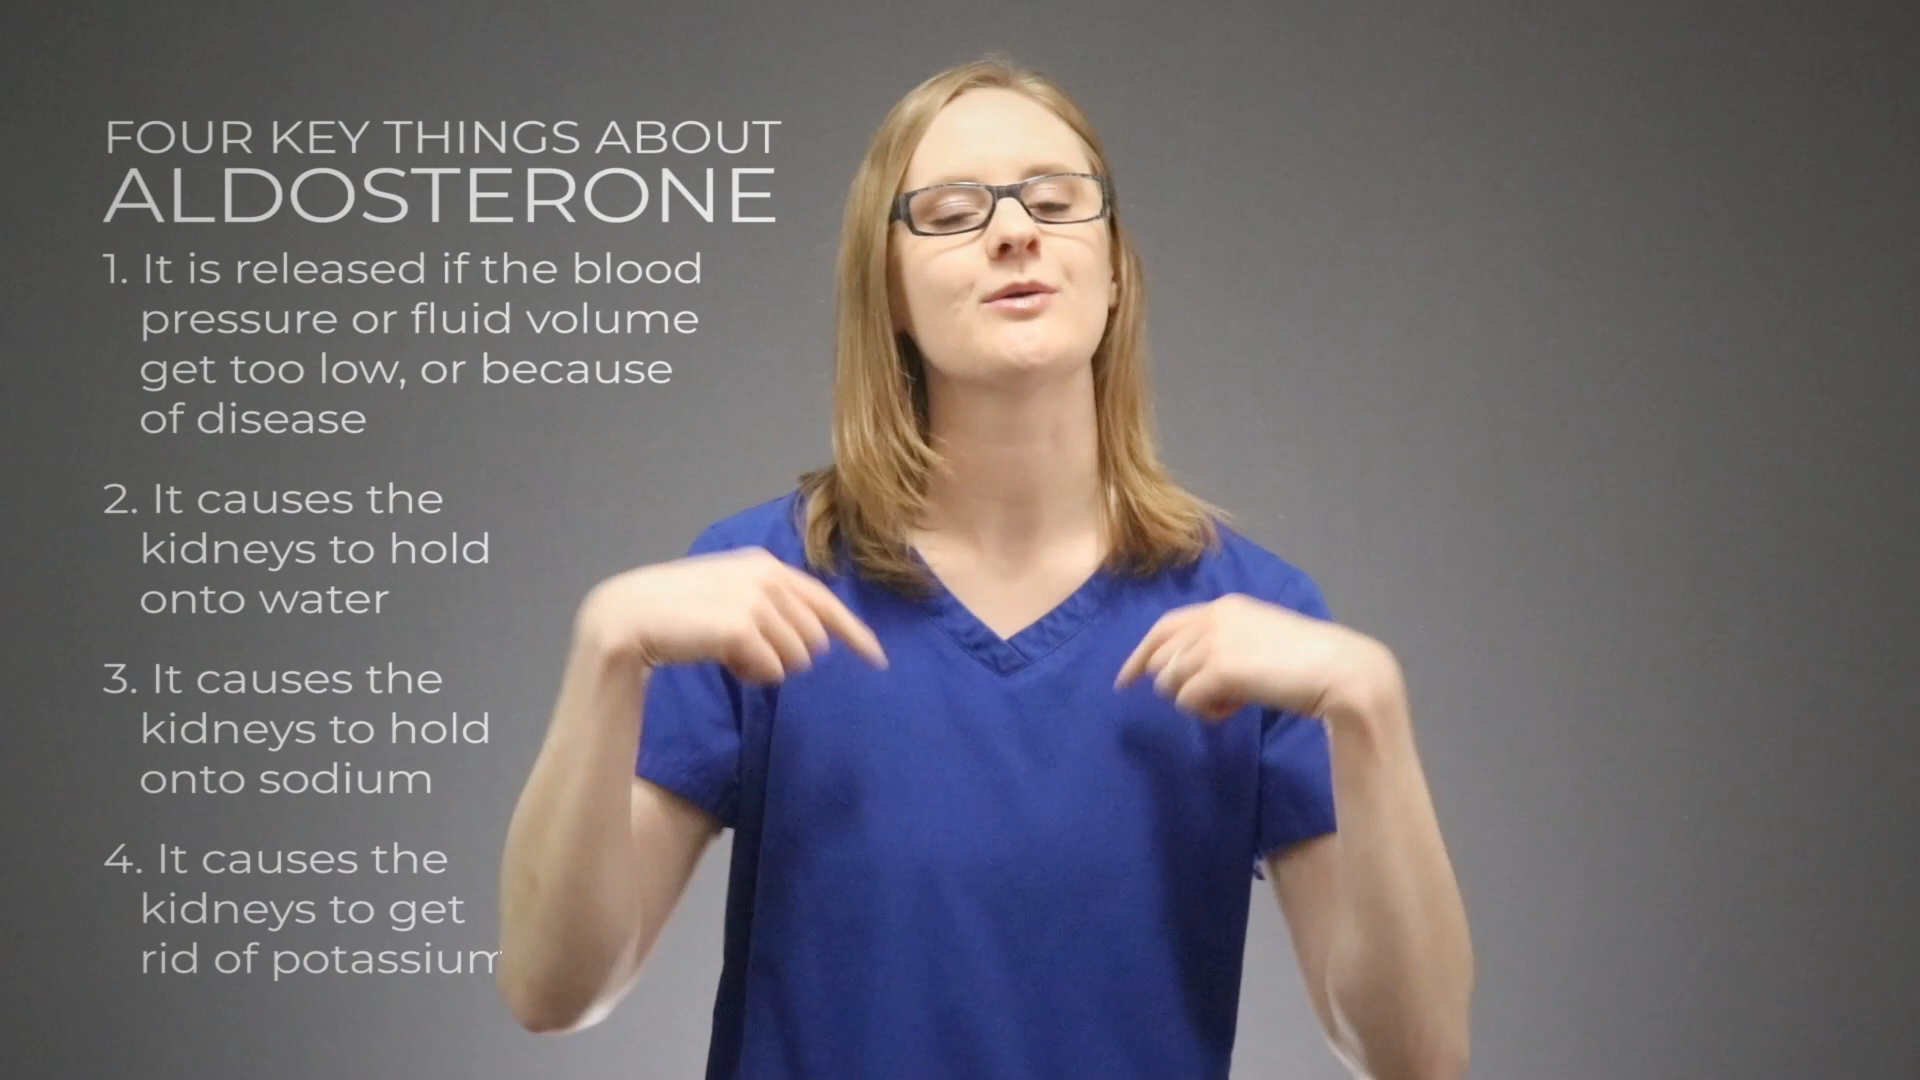 FOUR KEY THINGS ABOUT
ALDOSTERONE
1. It is released if the blood
pressure or fluid volume
get too low, or because
of disease
2. It causes the
kidneys to hold
onto water
3. It causes the
kidneys to hold
onto sodium
4. It causes the
kidneys to get
rid of potassium